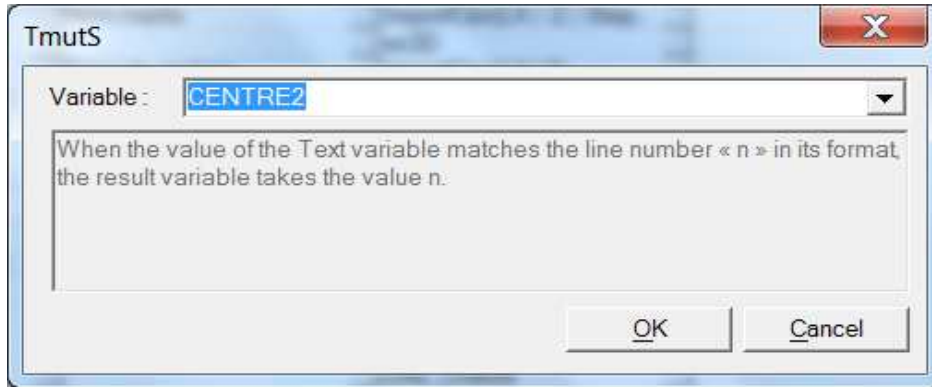 TmutS
Variable : CENTRE2
When the value of the Text variable matches the line number « n » in its format,
the result variable takes the value n.
OK Cancel